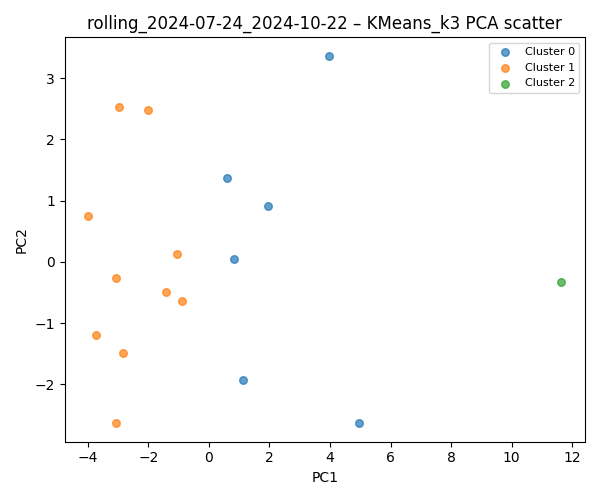 rolling_2024-07-24_2024-10-22 – KMeans_k3 PCA scatter
Cluster 0
Cluster 1
Cluster 2
3
2
1
0
−1
−2
PC2
−4 −2 0 2 4 6 8 10 12
PC1